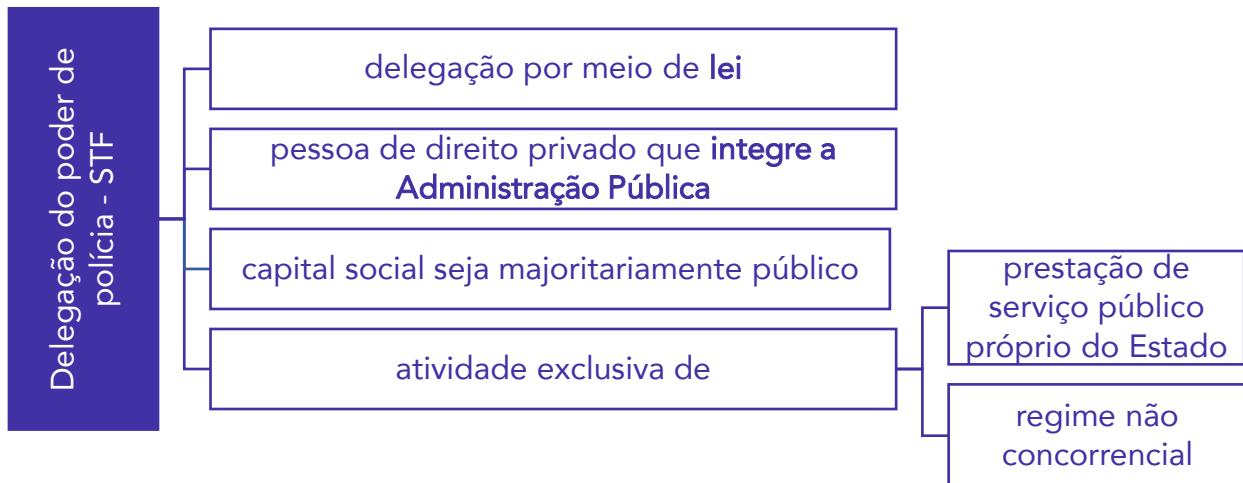 Delegação do poder de
polícia - STF
delegação por meio de lei
pessoa de direito privado que integre a
Administração Pública
capital social seja majoritariamente público
atividade exclusiva de
prestação de
serviço público
próprio do Estado
regime não
concorrencial